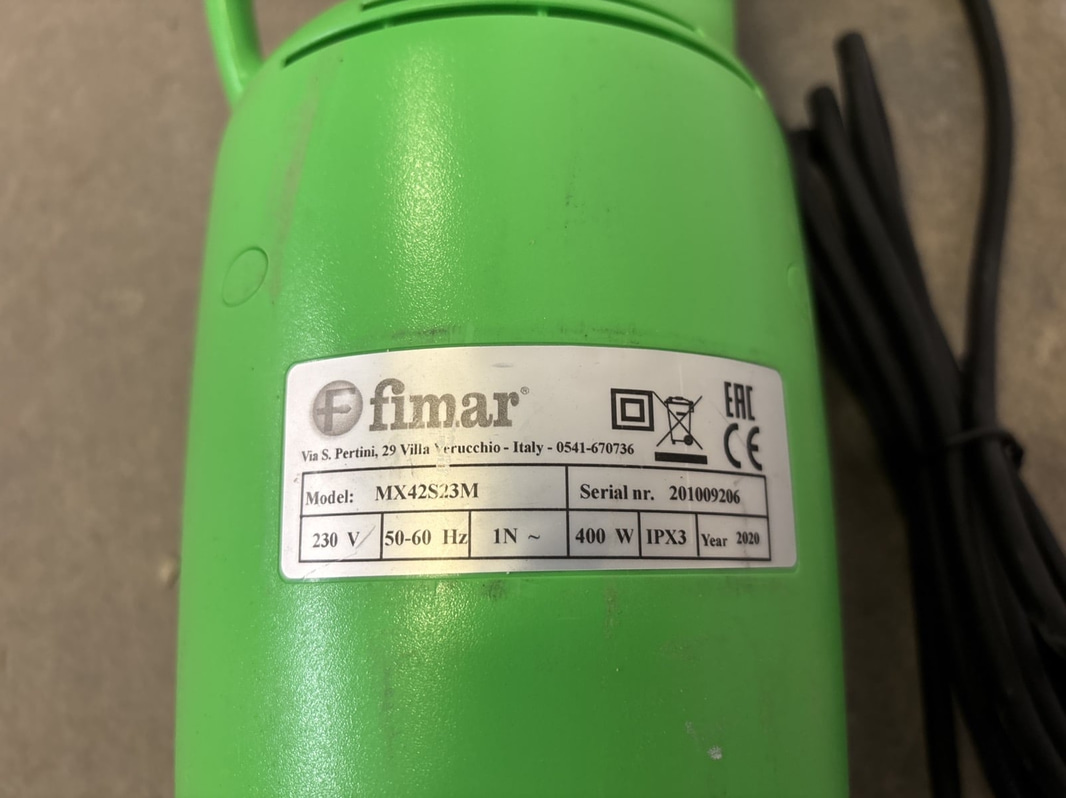 F fimar®
EAC
CE
Via S. Pertini, 29 Villa Verucchio - Italy - 0541-670736
Model: MX42S23M Serial nr. 201009206
230 V 50-60 Hz 1N ~ 400 W IPX3 Year 2020